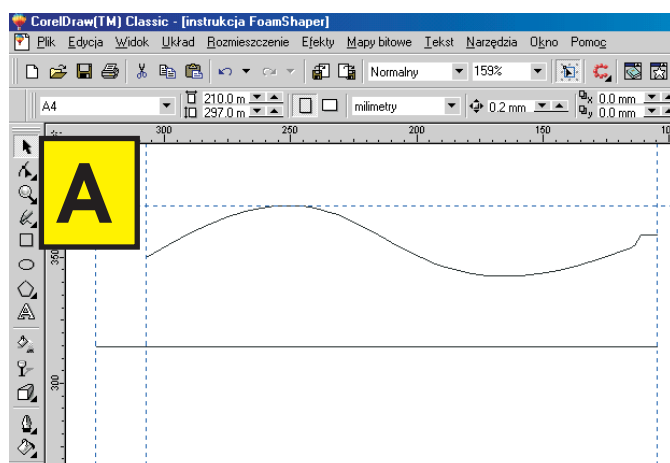 CorelDraw(TM) Classic - [instrukcja FoamShaper]
Plik Edycja Widok Układ Rozmieszczenie Efekty Mapy bitowe Tekst Narzędzia Okno Pomoc
Normalny 159%
A4 210.0 m 297.0 m milimetry 0.2 mm x 0.0 mm y 0.0 mm
300 250 200 150 10
A
350
300